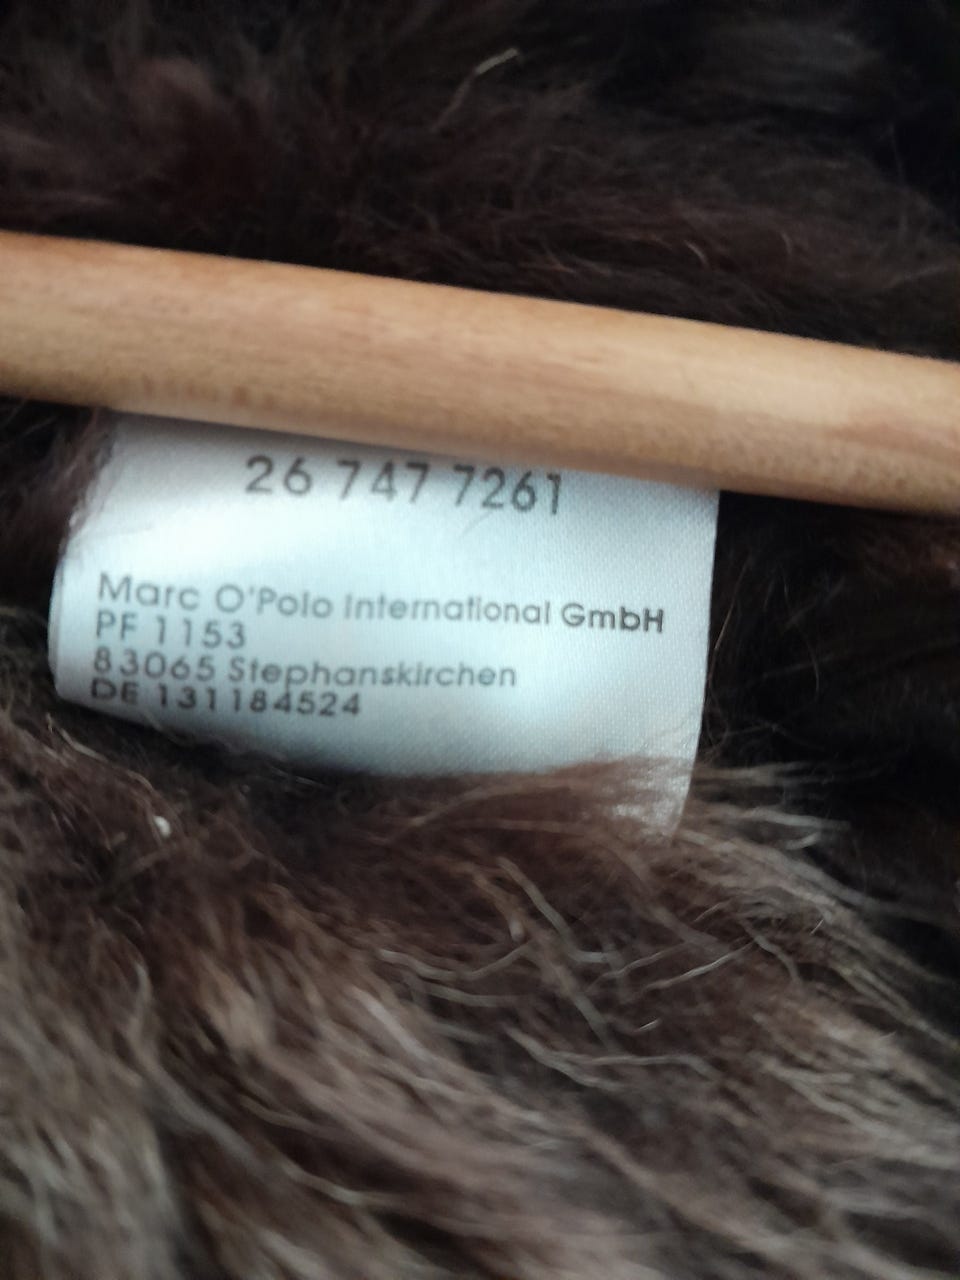 26 747 7261
Marc O'Polo International GmbH
PF 1153
83065 Stephanskirchen
DE 131184524